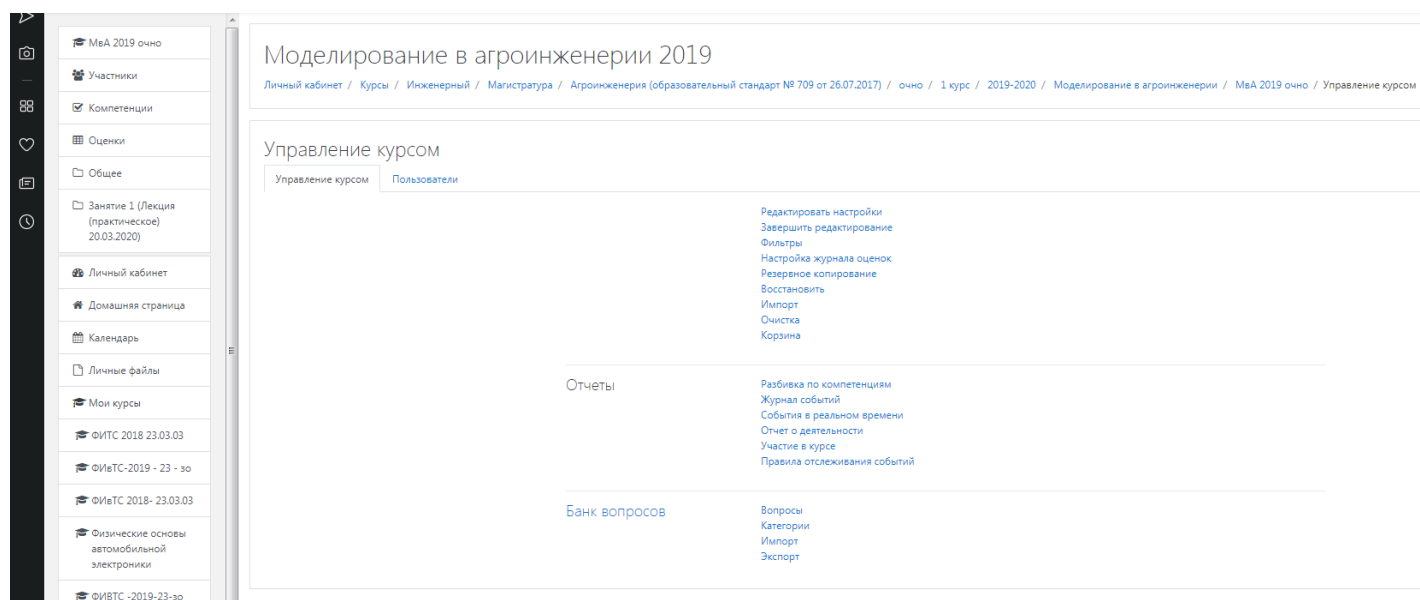 МвА 2019 очно
Участники
Компетенции
Оценки
Общее
Занятие 1 (Лекция
(практическое)
20.03.2020)
Личный кабинет
Домашняя страница
Календарь
Личные файлы
Мои курсы
ФИТС 2018 23.03.03
ФИвТС-2019 - 23 - зо
ФИвТС 2018- 23.03.03
Физические основы
автомобильной
электроники
ФИВТС -2019-23-зо
Моделирование в агроинженерии 2019
Личный кабинет / Курсы / Инженерный / Магистратура / Агроинженерия (образовательный стандарт № 709 от 26.07.2017) / очно / 1 курс / 2019-2020 / Моделирование в агроинженерии / МвА 2019 очно / Управление курсом
Управление курсом
Управление курсом Пользователи
Редактировать настройки
Завершить редактирование
Фильтры
Настройка журнала оценок
Резервное копирование
Восстановить
Импорт
Очистка
Корзина
Отчеты
Разбивка по компетенциям
Журнал событий
События в реальном времени
Отчет о деятельности
Участие в курсе
Правила отслеживания событий
Банк вопросов
Вопросы
Категории
Импорт
Экспорт